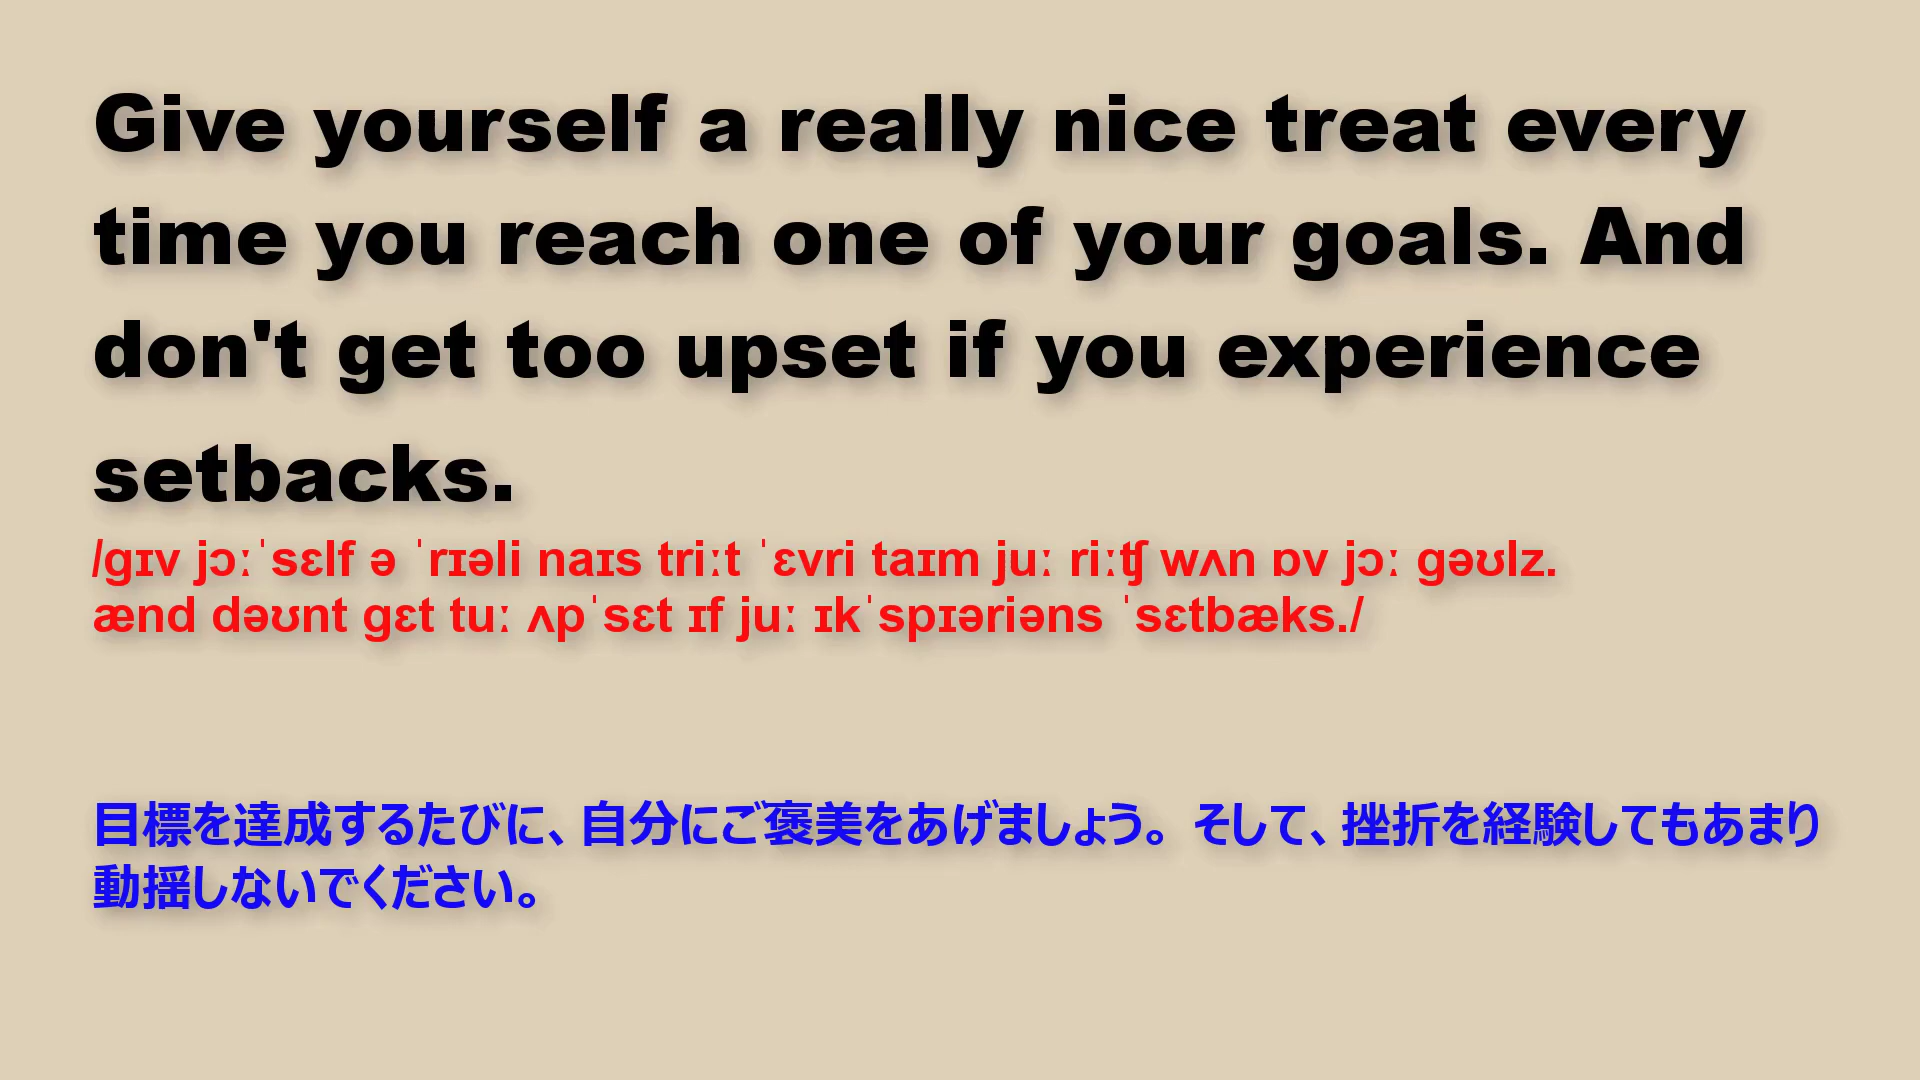 Give yourself a really nice treat every
time you reach one of your goals. And
don't get too upset if you experience
setbacks.
/gɪv jɔːˈsɛlf ə ˈrɪəli naɪs triːt ˈɛvri taɪm juː riːʧ wʌn ɒv jɔː gəʊlz.
ænd dəʊnt gɛt tuː ʌpˈsɛt ɪf juː ɪkˈspɪəriəns ˈsɛtbæks./
目標を達成するたびに、自分にご褒美をあげましょう。そして、挫折を経験してもあまり
動揺しないでください。